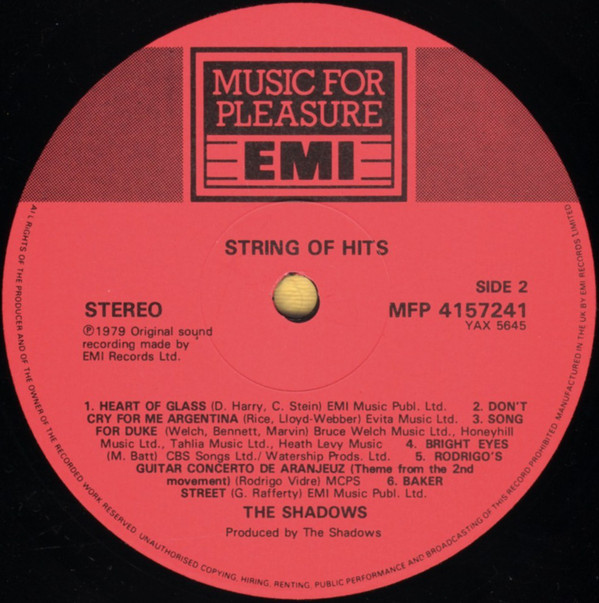 MUSIC FOR
PLEASURE
EMI
STRING OF HITS
SIDE 2
STEREO
MFP 4157241
YAX 5645
℗1979 Original sound
recording made by
EMI Records Ltd.
1. HEART OF GLASS (D. Harry, C. Stein) EMI Music Publ. Ltd. 2. DON'T
CRY FOR ME ARGENTINA (Rice, Lloyd-Webber) Evita Music Ltd. 3. SONG
FOR DUKE (Welch, Bennett, Marvin) Bruce Welch Music Ltd., Honeyhill
Music Ltd., Tahlia Music Ltd., Heath Levy Music 4. BRIGHT EYES
(M. Batt) CBS Songs Ltd./ Watership Prods. Ltd. 5. RODRIGO'S
GUITAR CONCERTO DE ARANJEUZ (Theme from the 2nd
movement) (Rodrigo Vidre) MCPS 6. BAKER
STREET (G. Rafferty) EMI Music Publ. Ltd.
THE SHADOWS
Produced by The Shadows
ALL RIGHTS OF THE PRODUCER AND OF THE OWNER OF THE RECORDED WORK RESERVED. UNAUTHORISED COPYING, HIRING, RENTING, PUBLIC PERFORMANCE AND BROADCASTING OF THIS RECORD PROHIBITED. MANUFACTURED IN THE UK BY EMI RECORDS LIMITED